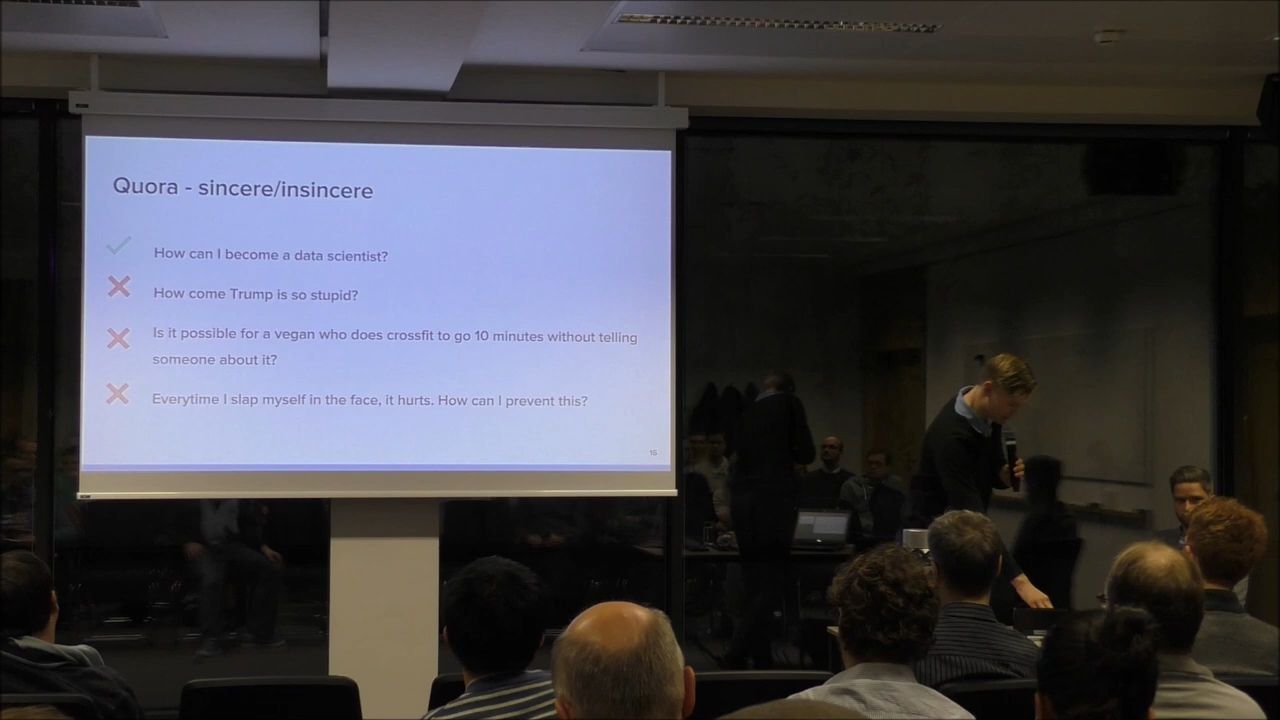 Quora - sincere/insincere
How can I become a data scientist?
How come Trump is so stupid?
Is it possible for a vegan who does crossfit to go 10 minutes without telling
someone about it?
Everytime I slap myself in the face, it hurts. How can I prevent this?
16